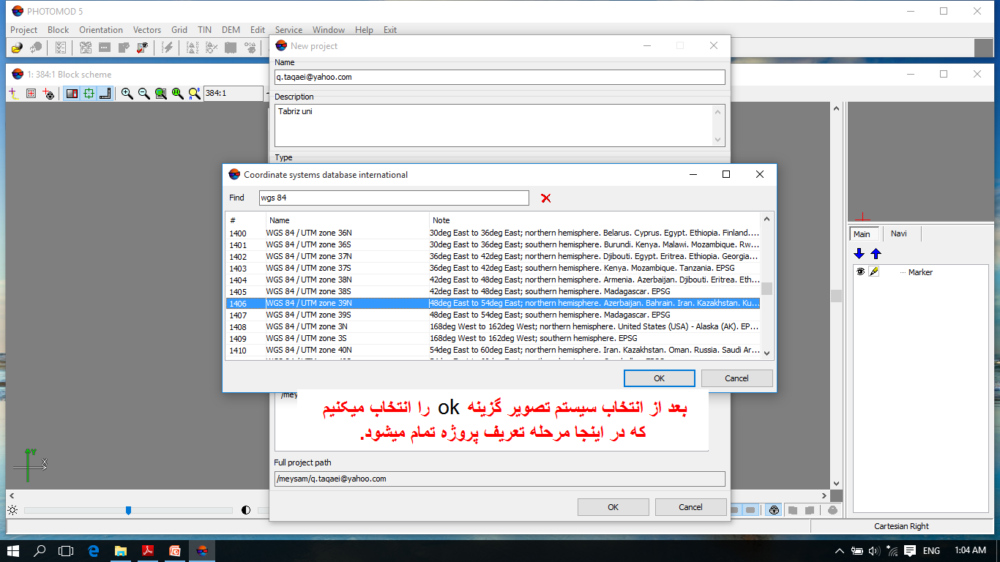 PHOTOMOD 5
Project Block Orientation Vectors Grid TIN DEM Edit Service Window Help Exit
New project
Name
q.taqaei@yahoo.com
1: 384:1 Block scheme
384:1
Description
Tabriz uni
Type
Coordinate systems database international
Find wgs 84
# Name Note
1400 WGS 84 / UTM zone 36N 30deg East to 36deg East; northern hemisphere. Belarus. Cyprus. Egypt. Ethiopia. Finland....
1401 WGS 84 / UTM zone 36S 30deg East to 36deg East; southern hemisphere. Burundi. Kenya. Malawi. Mozambique. Rw...
1402 WGS 84 / UTM zone 37N 36deg East to 42deg East; northern hemisphere. Djibouti. Egypt. Eritrea. Ethiopia. Georgia...
1403 WGS 84 / UTM zone 37S 36deg East to 42deg East; southern hemisphere. Kenya. Mozambique. Tanzania. EPSG
1404 WGS 84 / UTM zone 38N 42deg East to 48deg East; northern hemisphere. Armenia. Azerbaijan. Djibouti. Eritrea. Eth...
1405 WGS 84 / UTM zone 38S 42deg East to 48deg East; southern hemisphere. Madagascar. EPSG
1406 WGS 84 / UTM zone 39N 48deg East to 54deg East; northern hemisphere. Azerbaijan. Bahrain. Iran. Kazakhstan. Ku...
1407 WGS 84 / UTM zone 39S 48deg East to 54deg East; southern hemisphere. Madagascar. EPSG
1408 WGS 84 / UTM zone 3N 168deg West to 162deg West; northern hemisphere. United States (USA) - Alaska (AK). EP...
1409 WGS 84 / UTM zone 3S 168deg West to 162deg West; southern hemisphere. EPSG
1410 WGS 84 / UTM zone 40N 54deg East to 60deg East; northern hemisphere. Iran. Kazakhstan. Oman. Russia. Saudi Ar...
OK Cancel
Main Navi
Marker
/mey
بعد از انتخاب سیستم تصویر گزینه ok را انتخاب میکنیم
که در اینجا مرحله تعریف پروژه تمام میشود.
Y
X
Full project path
/meysam/q.taqaei@yahoo.com
OK Cancel
Cartesian Right
ENG 1:04 AM